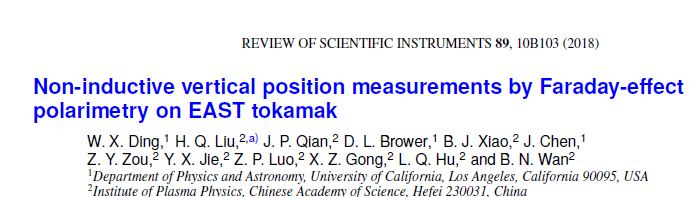 REVIEW OF SCIENTIFIC INSTRUMENTS 89, 10B103 (2018)
Non-inductive vertical position measurements by Faraday-effect
polarimetry on EAST tokamak
W. X. Ding,1 H. Q. Liu,2,a) J. P. Qian,2 D. L. Brower,1 B. J. Xiao,2 J. Chen,1
Z. Y. Zou,2 Y. X. Jie,2 Z. P. Luo,2 X. Z. Gong,2 L. Q. Hu,2 and B. N. Wan2
1Department of Physics and Astronomy, University of California, Los Angeles, California 90095, USA
2Institute of Plasma Physics, Chinese Academy of Science, Hefei 230031, China